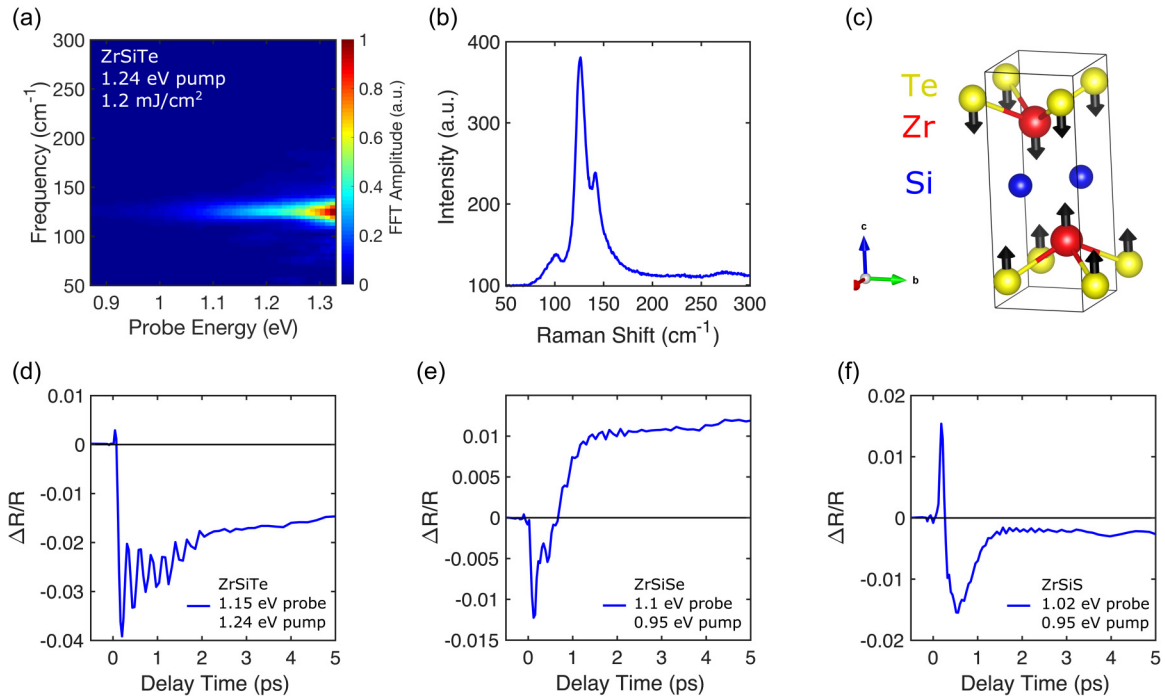 (a)
300
250
200
150
100
50
Frequency (cm⁻¹)
ZrSiTe
1.24 eV pump
1.2 mJ/cm²
0.9
1
1.1
1.2
1.3
Probe Energy (eV)
1
0.8
0.6
0.4
0.2
0
FFT Amplitude (a.u.)
(b)
400
300
200
100
Intensity (a.u.)
50
100
150
200
250
300
Raman Shift (cm⁻¹)
(c)
Te
Zr
Si
c
b
(d)
0.01
0
-0.01
-0.02
-0.03
-0.04
ΔR/R
ZrSiTe
1.15 eV probe
1.24 eV pump
0
1
2
3
4
5
Delay Time (ps)
(e)
0.01
0.005
0
-0.005
-0.01
-0.015
ΔR/R
ZrSiSe
1.1 eV probe
0.95 eV pump
0
1
2
3
4
5
Delay Time (ps)
(f)
0.02
0.01
0
-0.01
-0.02
ΔR/R
ZrSiS
1.02 eV probe
0.95 eV pump
0
1
2
3
4
5
Delay Time (ps)